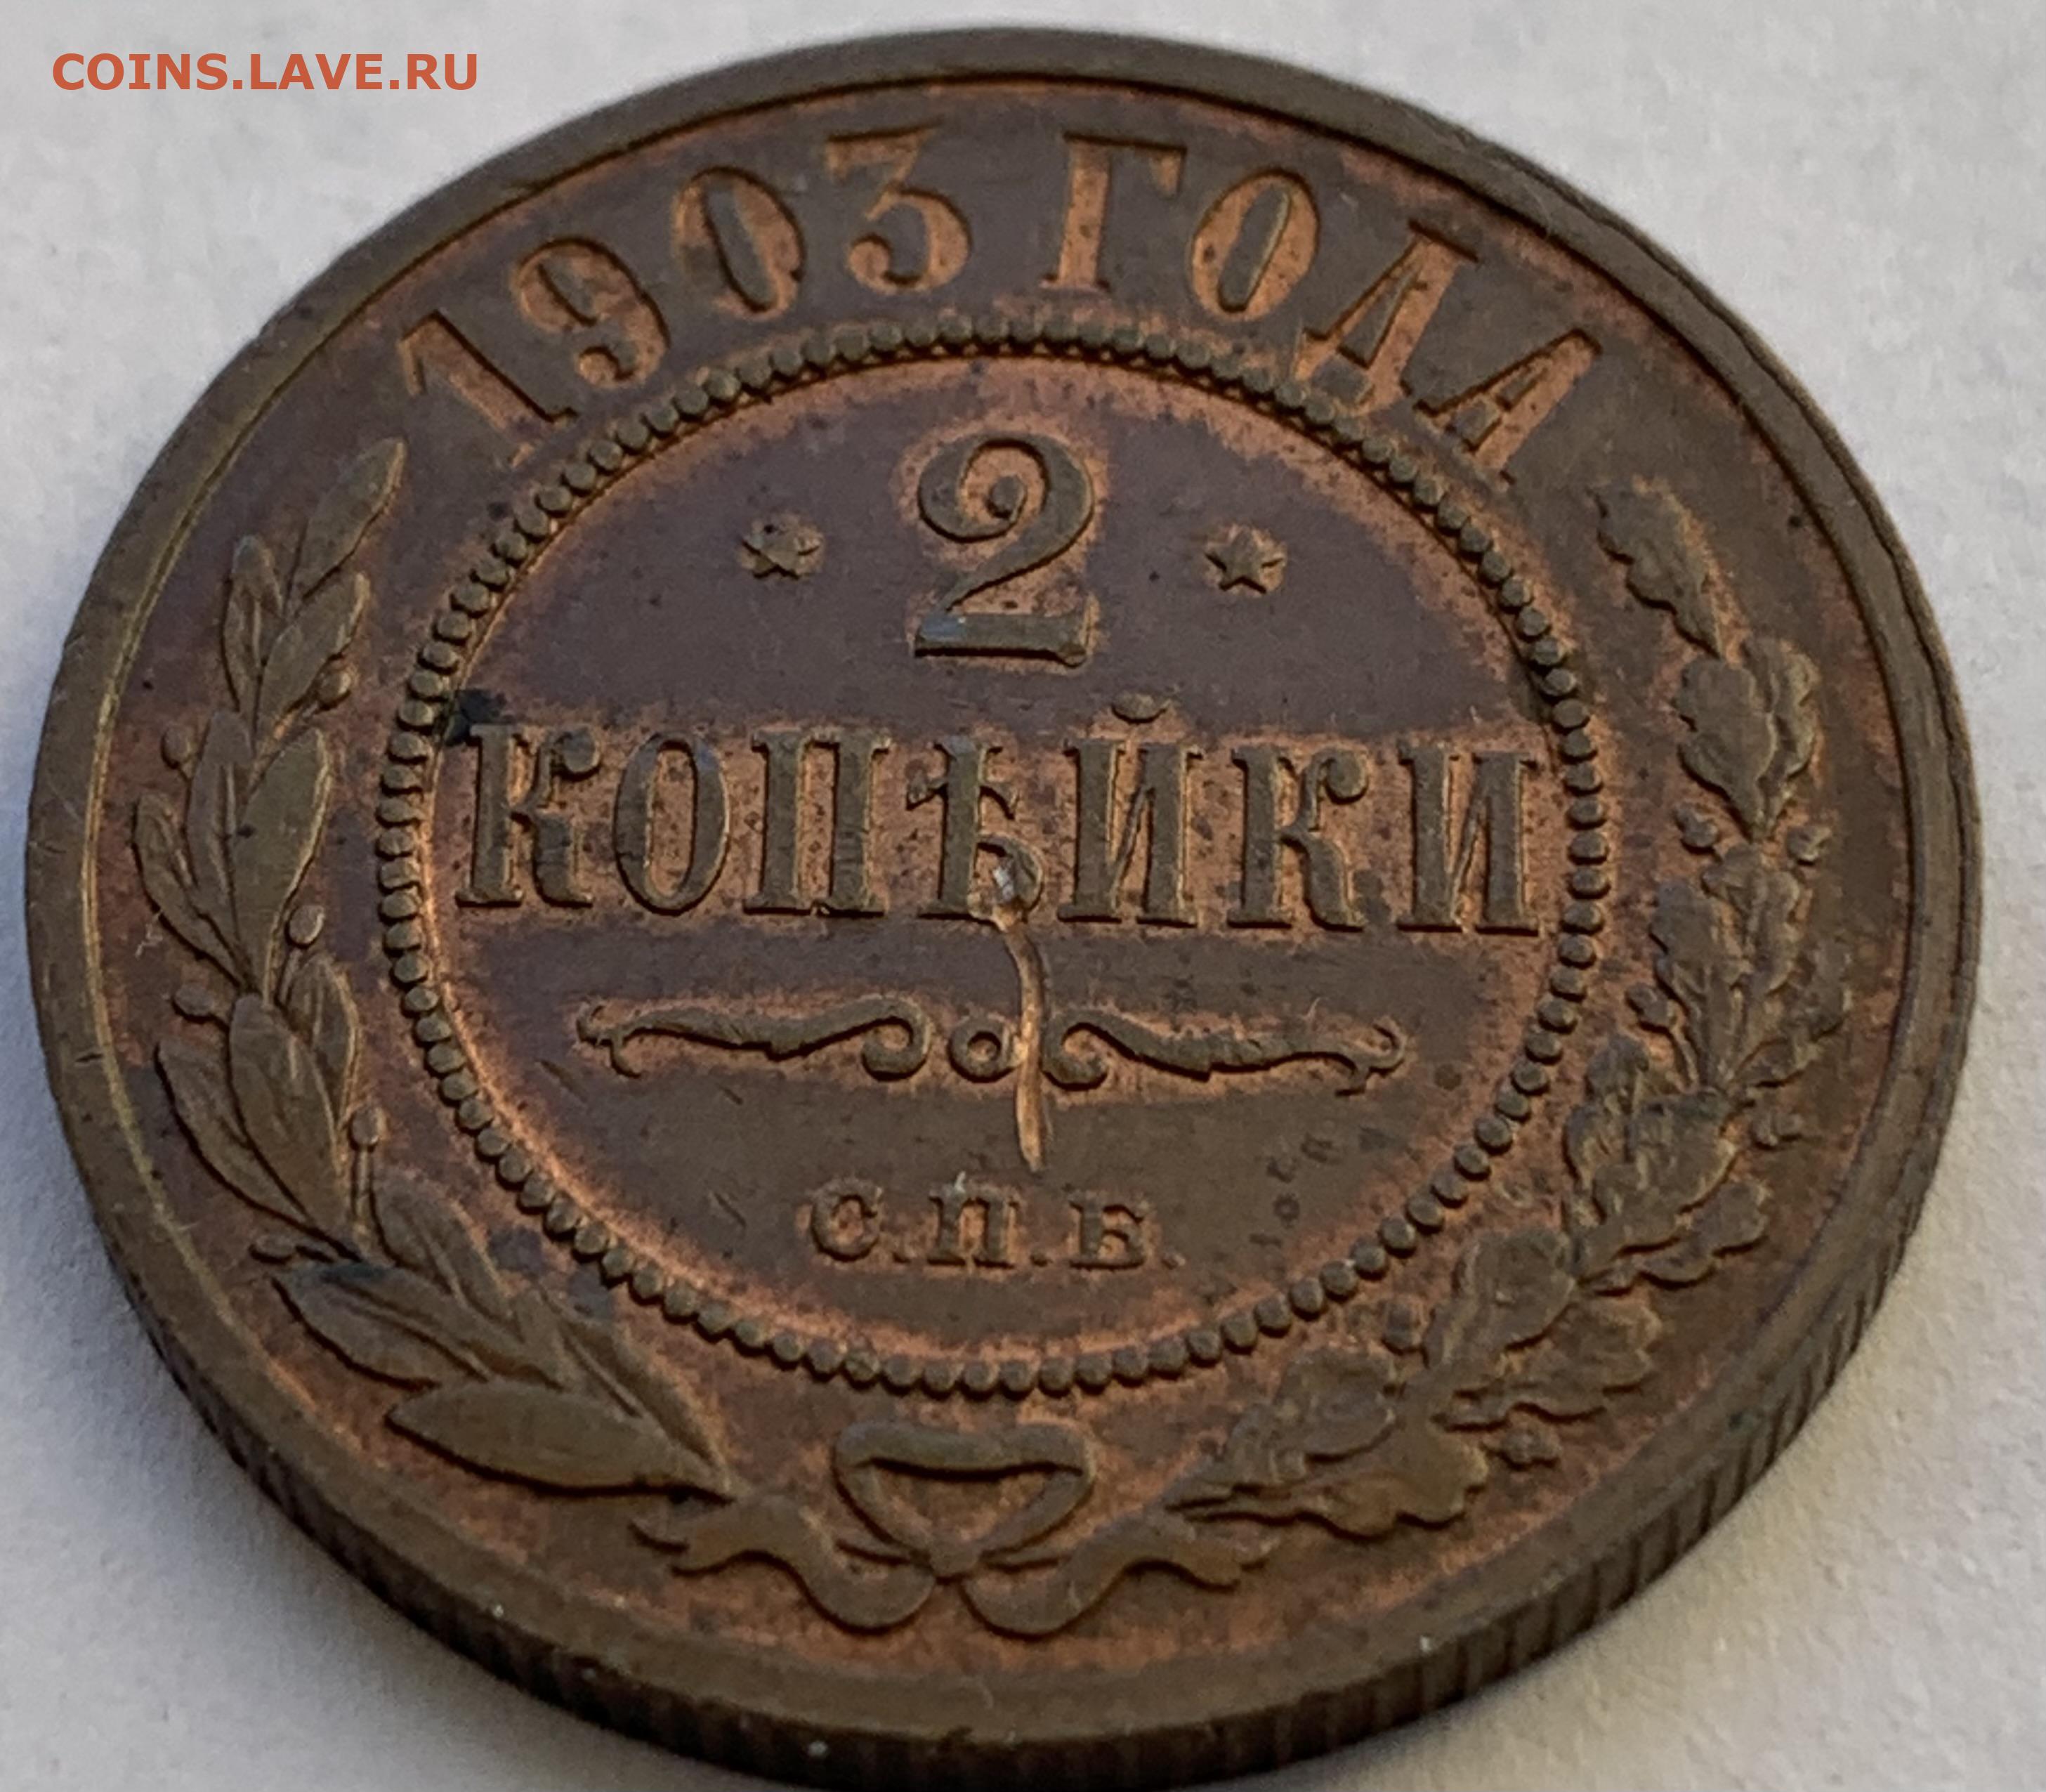 COINS.LAVE.RU
1903 ГОДА
2
КОПѢЙКИ
С.П.Б.